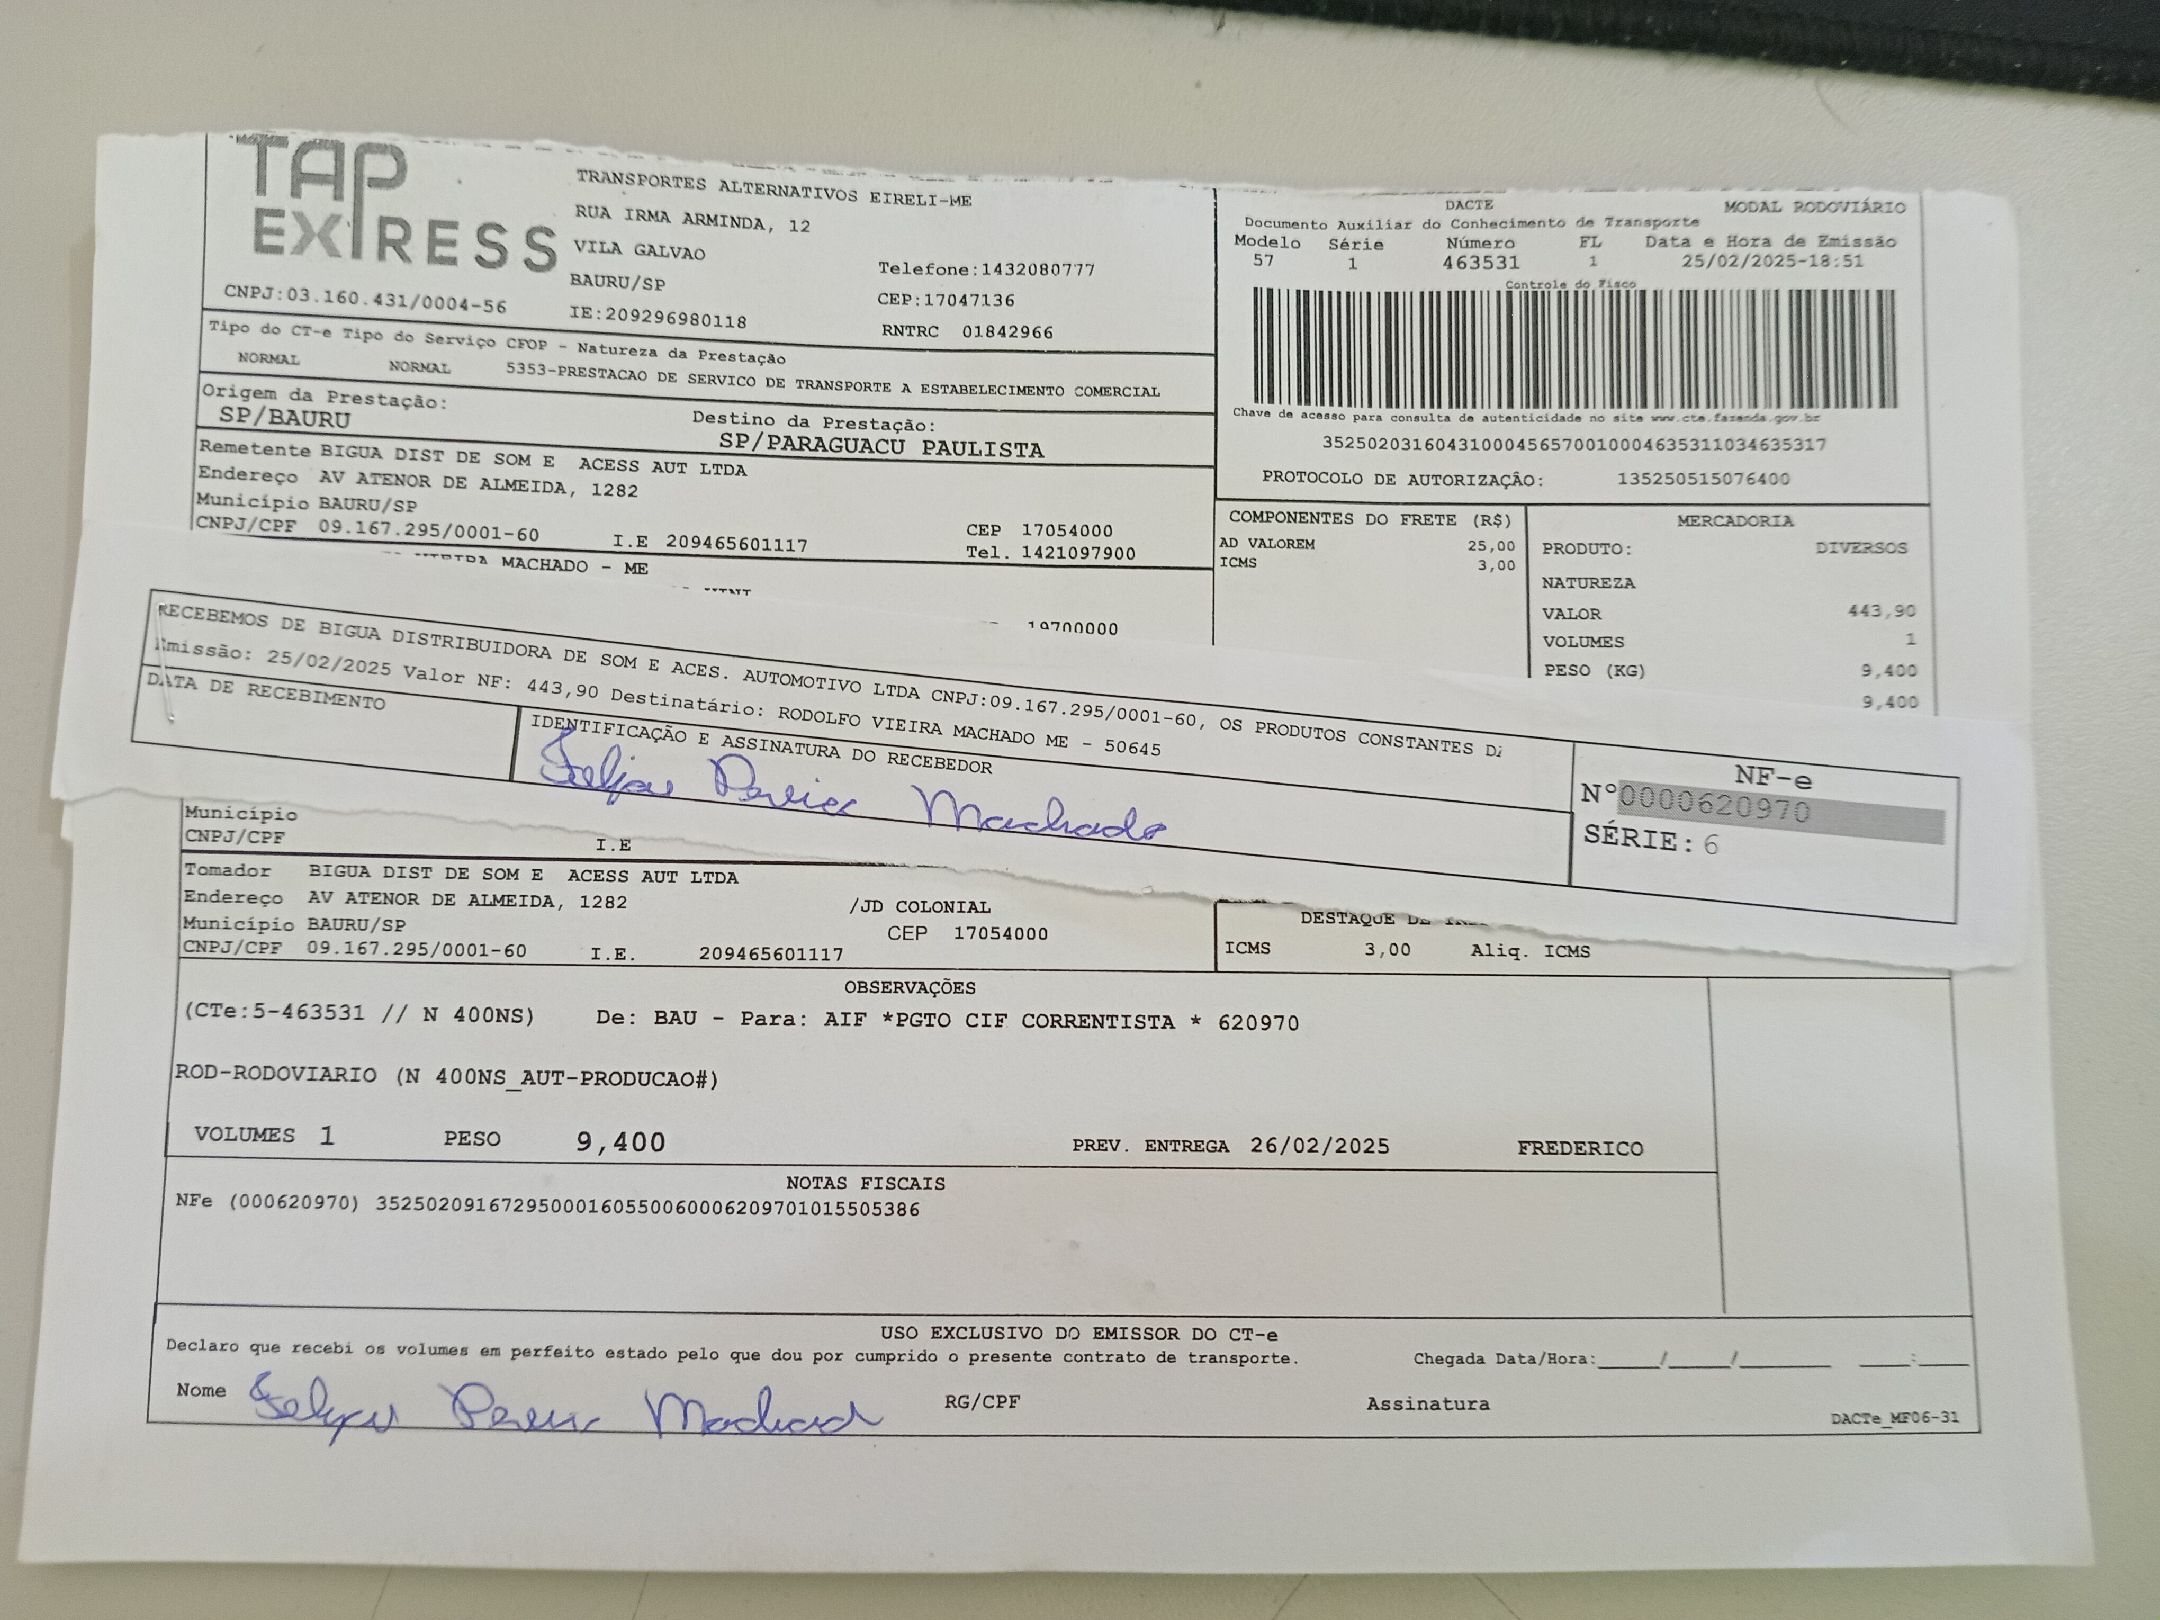 TAP EXPRESS
TRANSPORTES ALTERNATIVOS EIRELI-ME
RUA IRMA ARMINDA, 12
VILA GALVAO
BAURU/SP
Telefone:1432080777
CEP:17047136
CNPJ:03.160.431/0004-56
IE:209296980118
RNTRC 01842966
DACTE
MODAL RODOVIÁRIO
Documento Auxiliar do Conhecimento de Transporte
Modelo Série Número FL Data e Hora de Emissão
57 1 463531 1 25/02/2025-18:51
Controle do Fisco
Chave de acesso para consulta de autenticidade no site www.cte.fazenda.gov.br
35250203160431000456570010004635311034635317
PROTOCOLO DE AUTORIZAÇÃO: 135250515076400
Tipo do CT-e Tipo do Serviço CFOP - Natureza da Prestação
NORMAL NORMAL 5353-PRESTACAO DE SERVICO DE TRANSPORTE A ESTABELECIMENTO COMERCIAL
Origem da Prestação:
SP/BAURU
Destino da Prestação:
SP/PARAGUACU PAULISTA
Remetente BIGUA DIST DE SOM E ACESS AUT LTDA
Endereço AV ATENOR DE ALMEIDA, 1282
Município BAURU/SP
CEP 17054000
CNPJ/CPF 09.167.295/0001-60 I.E 209465601117 Tel. 1421097900
COMPONENTES DO FRETE (R$)
AD VALOREM 25,00
ICMS 3,00
MERCADORIA
PRODUTO: DIVERSOS
NATUREZA
VALOR 443,90
VOLUMES 1
PESO (KG) 9,400
9,400
MACHADO - ME
19700000
RECEBEMOS DE BIGUA DISTRIBUIDORA DE SOM E ACES. AUTOMOTIVO LTDA CNPJ:09.167.295/0001-60, OS PRODUTOS CONSTANTES DA
Emissão: 25/02/2025 Valor NF: 443,90 Destinatário: RODOLFO VIEIRA MACHADO ME - 50645
DATA DE RECEBIMENTO
IDENTIFICAÇÃO E ASSINATURA DO RECEBEDOR
Machado
NF-e
Nº0000620970
SÉRIE: 6
Município
CNPJ/CPF I.E
Tomador BIGUA DIST DE SOM E ACESS AUT LTDA
Endereço AV ATENOR DE ALMEIDA, 1282 /JD COLONIAL
Município BAURU/SP CEP 17054000
CNPJ/CPF 09.167.295/0001-60 I.E. 209465601117
DESTAQUE
ICMS 3,00 Aliq. ICMS
OBSERVAÇÕES
(CTe:5-463531 // N 400NS) De: BAU - Para: AIF *PGTO CIF CORRENTISTA * 620970
ROD-RODOVIARIO (N 400NS_AUT-PRODUCAO#)
VOLUMES 1 PESO 9,400 PREV. ENTREGA 26/02/2025 FREDERICO
NOTAS FISCAIS
NFe (000620970) 35250209167295000160550060006209701015505386
USO EXCLUSIVO DO EMISSOR DO CT-e
Declaro que recebi os volumes em perfeito estado pelo que dou por cumprido o presente contrato de transporte. Chegada Data/Hora:____/____/______ ____:____
Nome RG/CPF Assinatura
DACTe_MF06-31